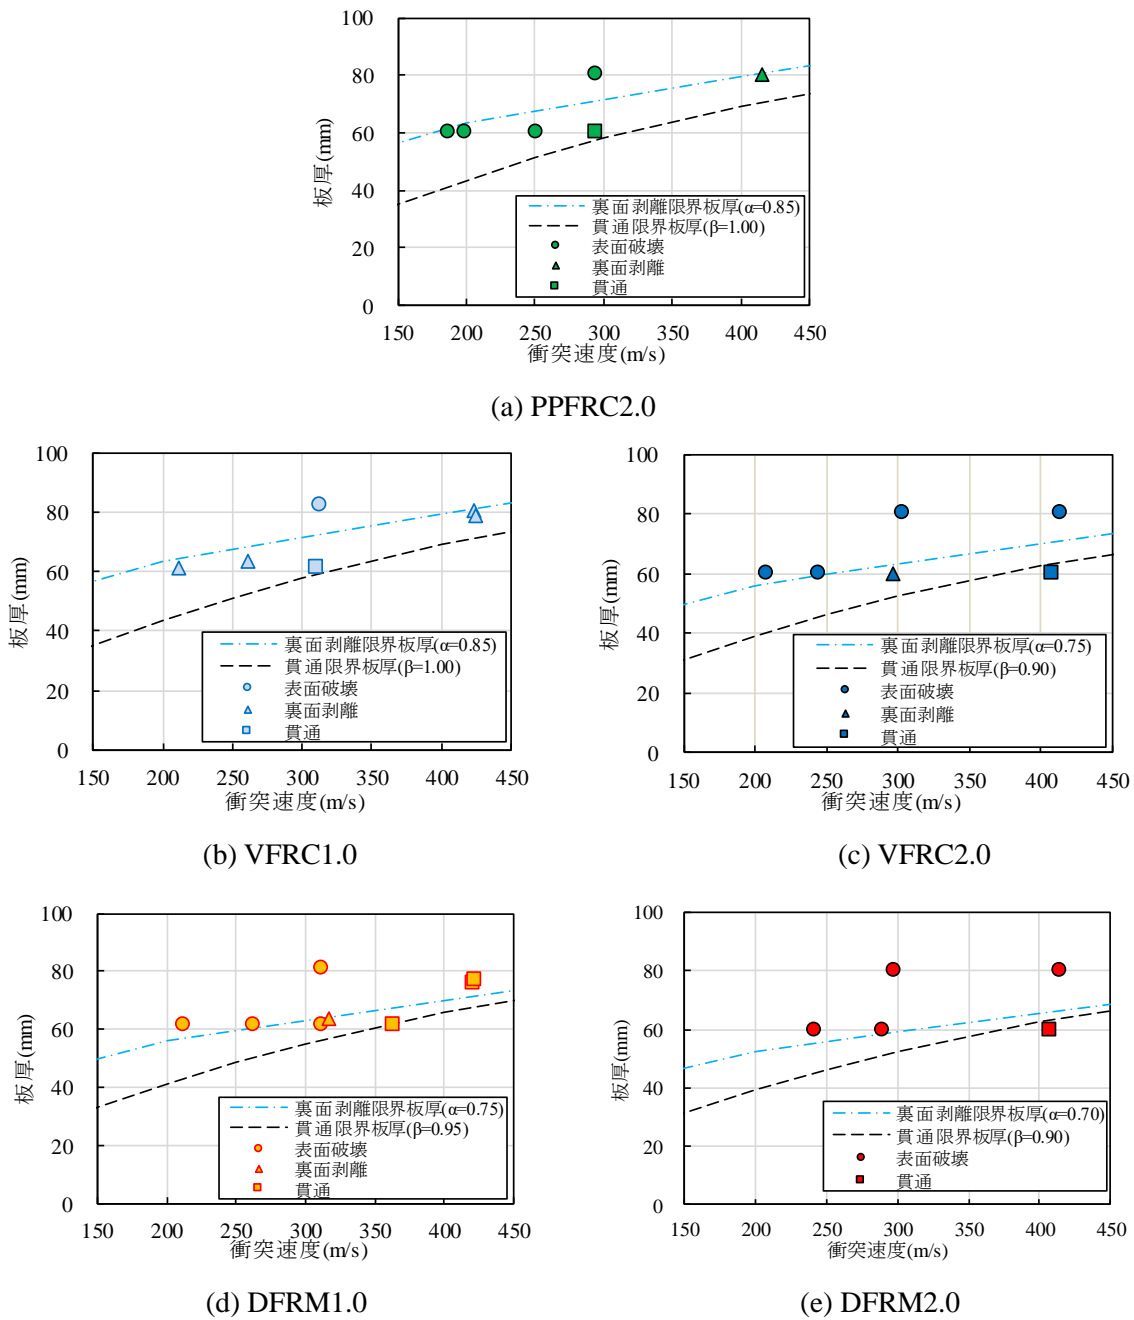 100
80
60
40
20
0
板厚(mm)
裏面剥離限界板厚(α=0.85)
貫通限界板厚(β=1.00)
表面破壊
裏面剥離
貫通
150 200 250 300 350 400 450
衝突速度(m/s)
(a) PPFRC2.0
100
80
60
40
20
0
板厚(mm)
裏面剥離限界板厚(α=0.85)
貫通限界板厚(β=1.00)
表面破壊
裏面剥離
貫通
150 200 250 300 350 400 450
衝突速度(m/s)
(b) VFRC1.0
100
80
60
40
20
0
板厚(mm)
裏面剥離限界板厚(α=0.75)
貫通限界板厚(β=0.90)
表面破壊
裏面剥離
貫通
150 200 250 300 350 400 450
衝突速度(m/s)
(c) VFRC2.0
100
80
60
40
20
0
板厚(mm)
裏面剥離限界板厚(α=0.75)
貫通限界板厚(β=0.95)
表面破壊
裏面剥離
貫通
150 200 250 300 350 400 450
衝突速度(m/s)
(d) DFRM1.0
100
80
60
40
20
0
板厚(mm)
裏面剥離限界板厚(α=0.70)
貫通限界板厚(β=0.90)
表面破壊
貫通
150 200 250 300 350 400 450
衝突速度(m/s)
(e) DFRM2.0